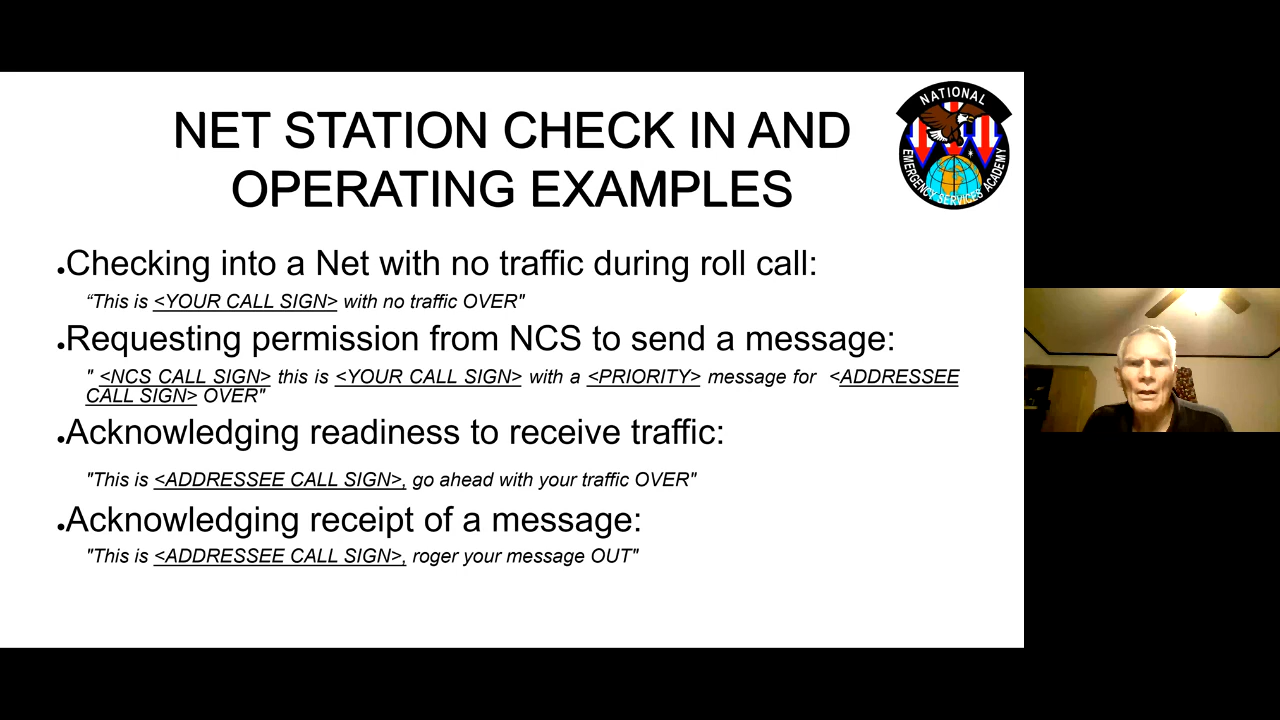 NET STATION CHECK IN AND
OPERATING EXAMPLES
NATIONAL
EMERGENCY SERVICES ACADEMY
•Checking into a Net with no traffic during roll call:
“This is <YOUR CALL SIGN> with no traffic OVER"
•Requesting permission from NCS to send a message:
" <NCS CALL SIGN> this is <YOUR CALL SIGN> with a <PRIORITY> message for <ADDRESSEE
CALL SIGN> OVER"
•Acknowledging readiness to receive traffic:
"This is <ADDRESSEE CALL SIGN>, go ahead with your traffic OVER"
•Acknowledging receipt of a message:
"This is <ADDRESSEE CALL SIGN>, roger your message OUT"